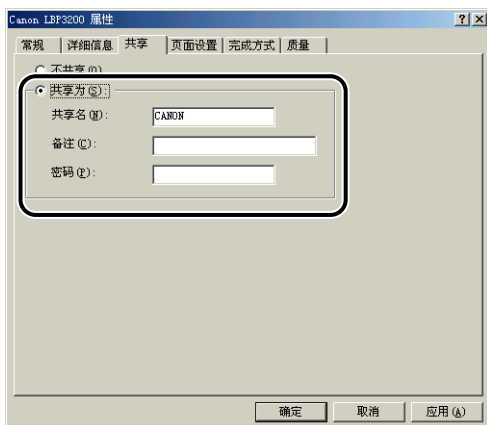 Canon LBP3200 属性
常规 详细信息 共享 页面设置 完成方式 质量
不共享(O)
共享为(S):
共享名(N): CANON
备注(C):
密码(P):
确定 取消 应用(A)